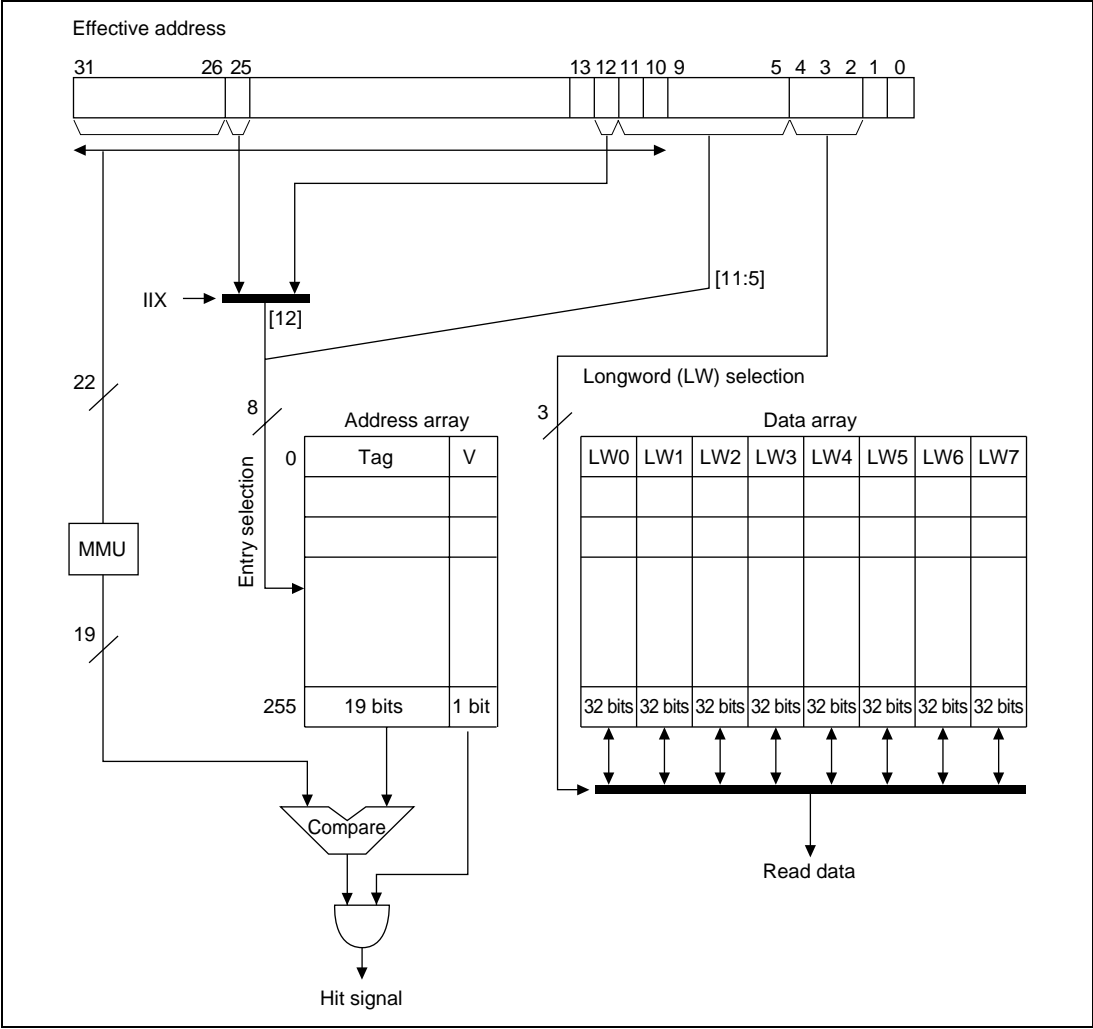 Effective address
31 26 25 13 12 11 10 9 5 4 3 2 1 0
IIX
[12]
[11:5]
22
8
3
Longword (LW) selection
Address array
Data array
Entry selection
0 Tag V
LW0 LW1 LW2 LW3 LW4 LW5 LW6 LW7
MMU
19
255 19 bits 1 bit
32 bits 32 bits 32 bits 32 bits 32 bits 32 bits 32 bits 32 bits
Compare
Read data
Hit signal